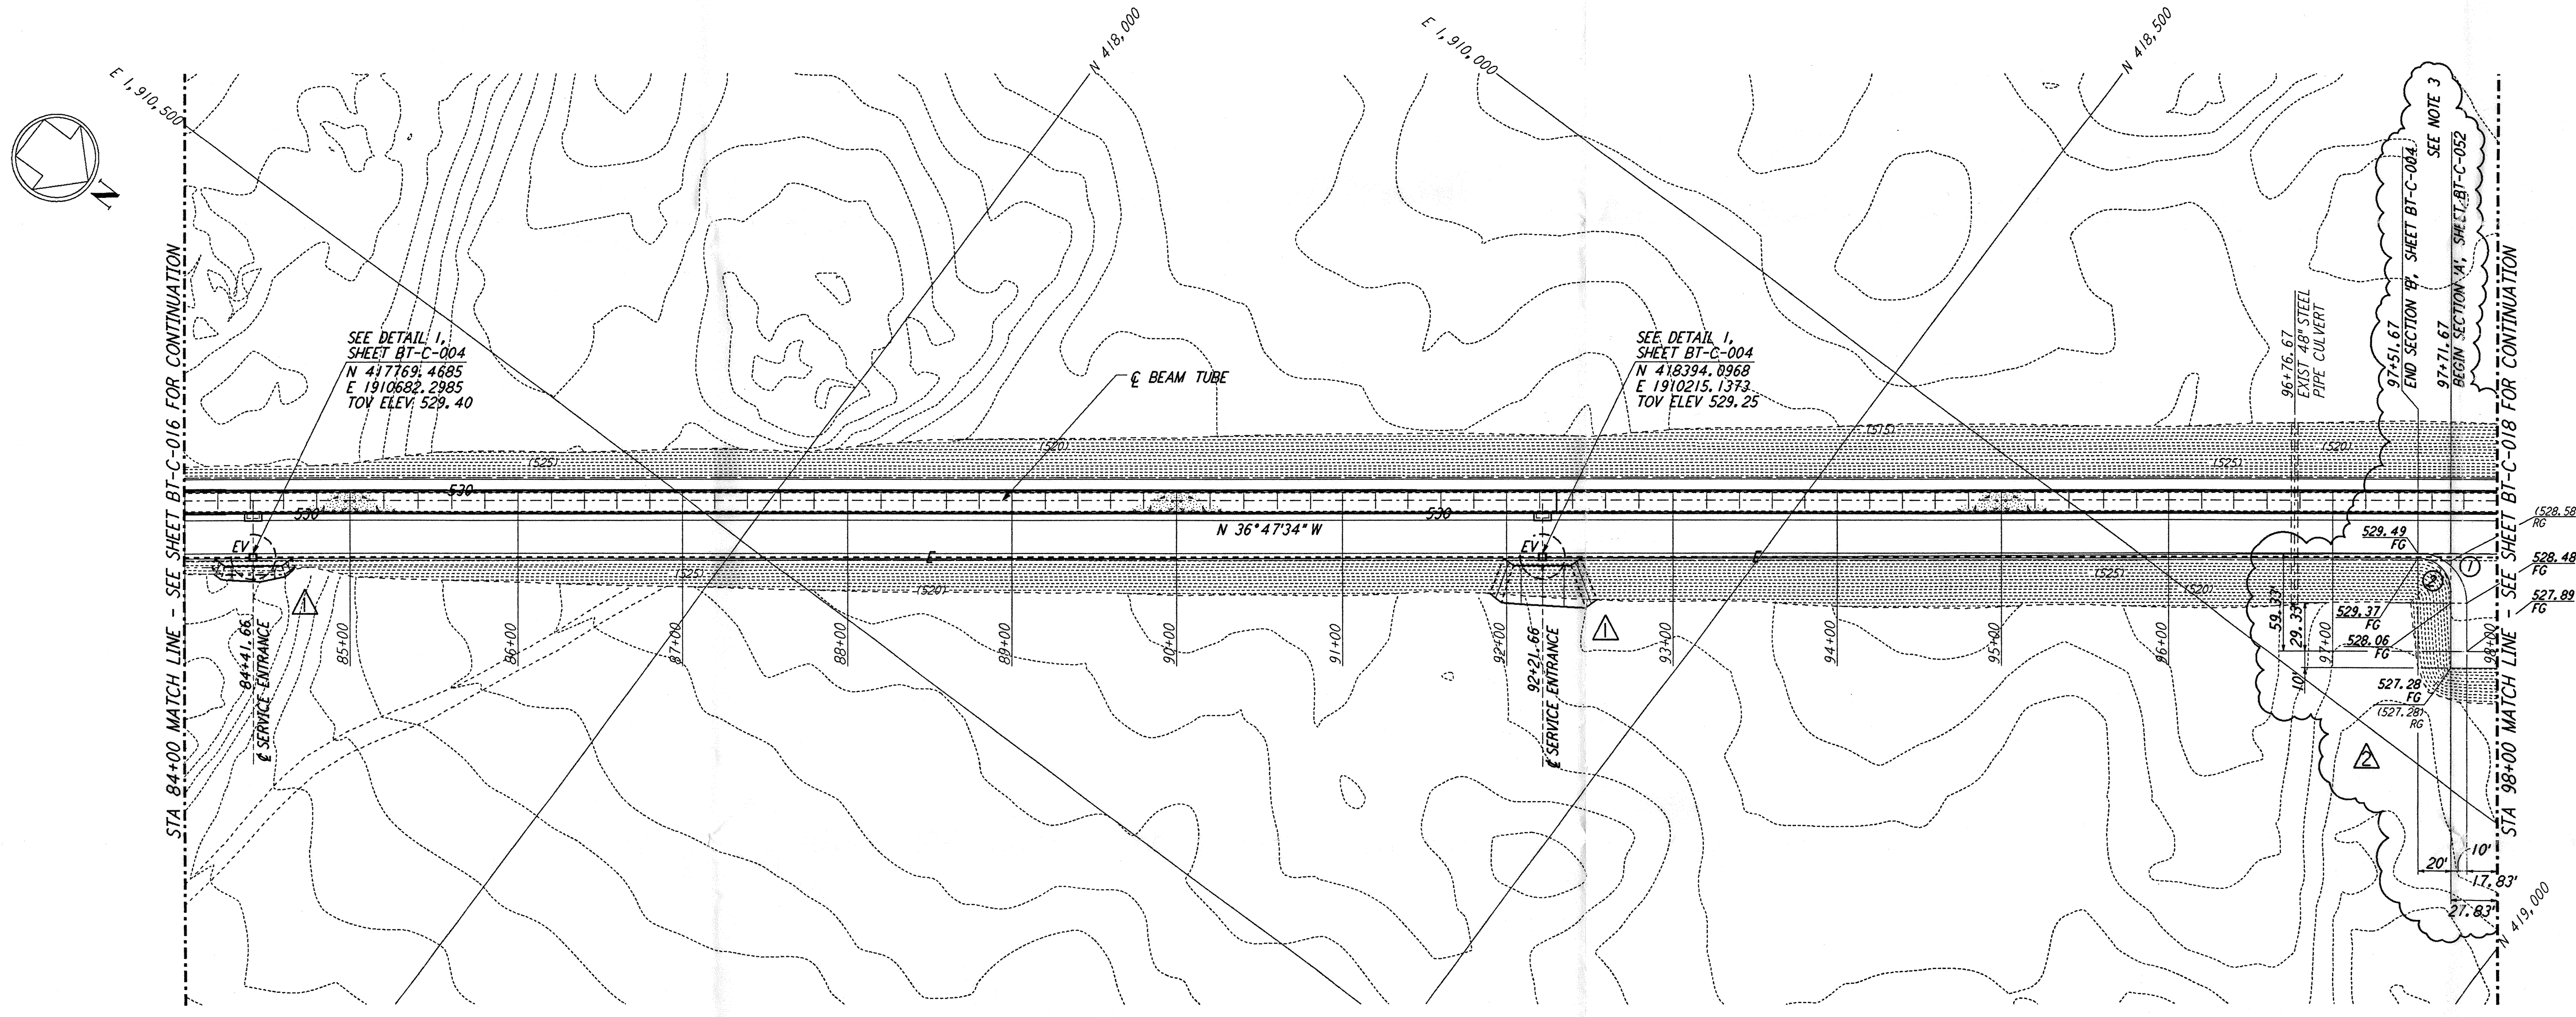 E 1,910,500
N 418,000
E 1,910,000
N 418,500
N
STA 84+00 MATCH LINE - SEE SHEET BT-C-016 FOR CONTINUATION
SEE DETAIL 1,
SHEET BT-C-004
N 417769.4685
E 1910682.2985
TOV ELEV 529.40
℄ BEAM TUBE
SEE DETAIL 1,
SHEET BT-C-004
N 418394.0968
E 1910215.1373
TOV ELEV 529.25
96+76.67
EXIST 48" STEEL
PIPE CULVERT
97+51.67
END SECTION 'B', SHEET BT-C-004
SEE NOTE 3
97+71.67
BEGIN SECTION 'A', SHEET BT-C-052
STA 98+00 MATCH LINE - SEE SHEET BT-C-018 FOR CONTINUATION
(525)
(520)
(515)
(525)
(520)
530
530
530
N 36°47'34" W
EV
EV
E
E
(525)
(520)
(525)
(520)
1
1
84+41.66
℄ SERVICE ENTRANCE
85+00
86+00
87+00
88+00
89+00
90+00
91+00
92+00
92+21.66
℄ SERVICE ENTRANCE
93+00
94+00
95+00
96+00
97+00
98+00
59.33'
29.33'
10'
529.49
FG
529.37
FG
528.06
FG
527.28
FG
(527.28)
RG
2
1
(528.58
RG
528.48
FG
527.89
FG
2
20'
10'
17.83'
27.83'
N 419,000